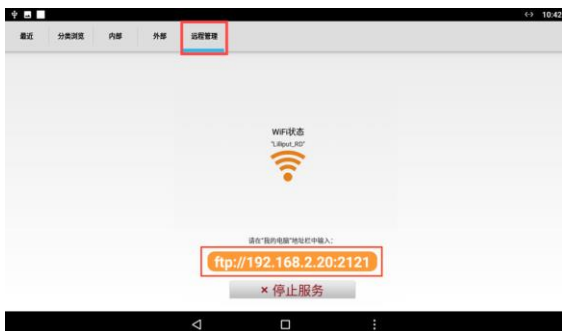 10:42
最近 分类浏览 内部 外部 远程管理
WiFi状态
"Lilliput_RD"
请在"我的电脑"地址栏中输入:
ftp://192.168.2.20:2121
× 停止服务